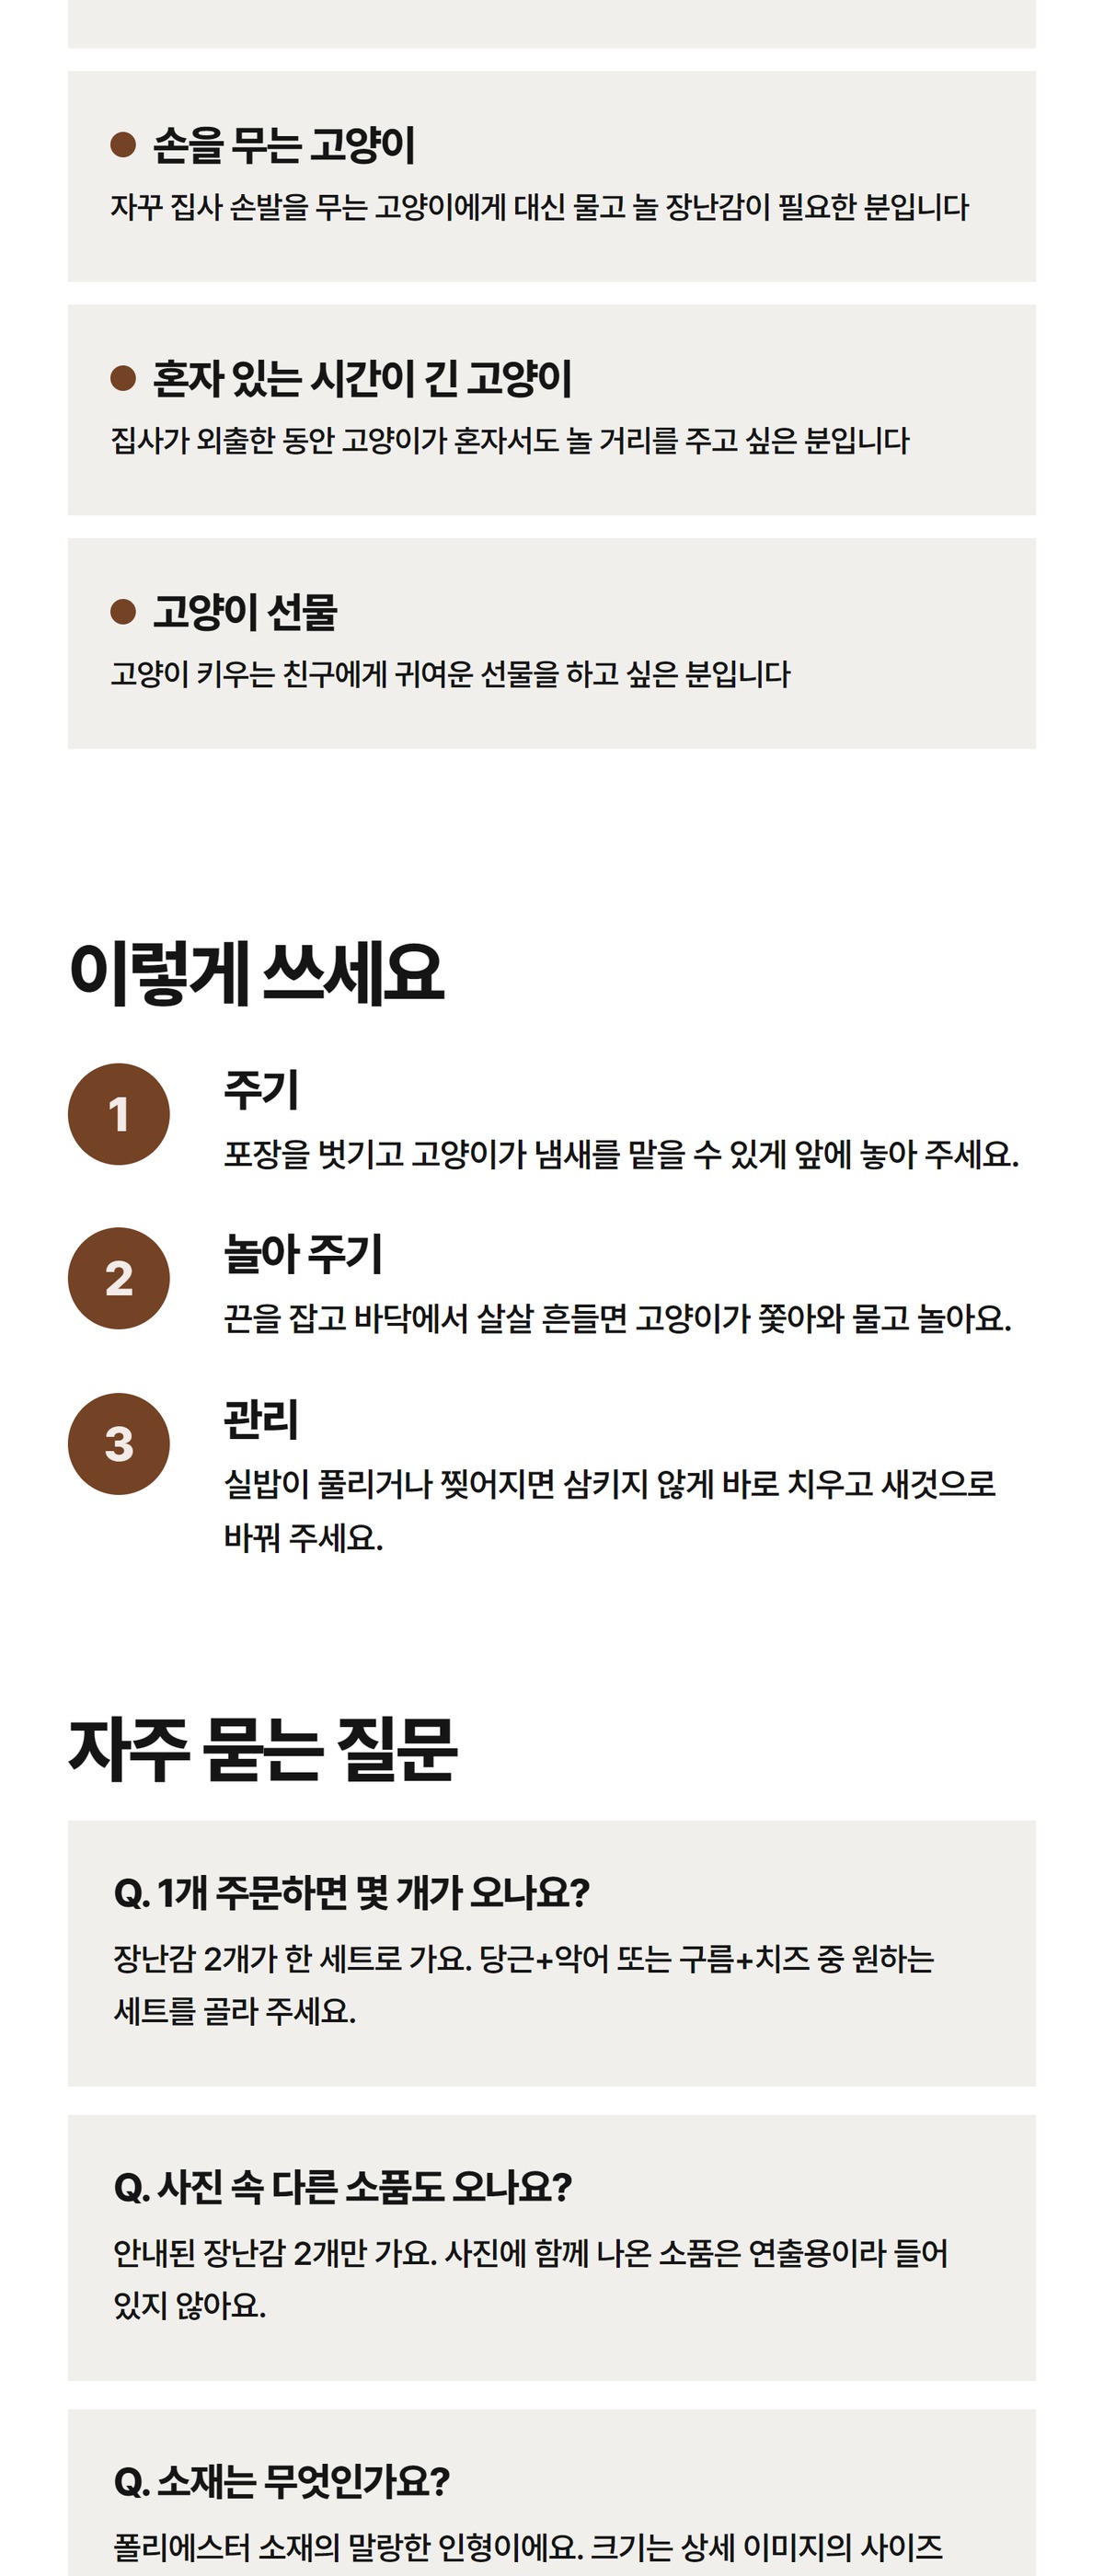 손을 무는 고양이
자꾸 집사 손발을 무는 고양이에게 대신 물고 놀 장난감이 필요한 분입니다
혼자 있는 시간이 긴 고양이
집사가 외출한 동안 고양이가 혼자서도 놀 거리를 주고 싶은 분입니다
고양이 선물
고양이 키우는 친구에게 귀여운 선물을 하고 싶은 분입니다
이렇게 쓰세요
1
주기
포장을 벗기고 고양이가 냄새를 맡을 수 있게 앞에 놓아 주세요.
2
놀아 주기
끈을 잡고 바닥에서 살살 흔들면 고양이가 쫓아와 물고 놀아요.
3
관리
실밥이 풀리거나 찢어지면 삼키지 않게 바로 치우고 새것으로
바꿔 주세요.
자주 묻는 질문
Q. 1개 주문하면 몇 개가 오나요?
장난감 2개가 한 세트로 가요. 당근+악어 또는 구름+치즈 중 원하는
세트를 골라 주세요.
Q. 사진 속 다른 소품도 오나요?
안내된 장난감 2개만 가요. 사진에 함께 나온 소품은 연출용이라 들어
있지 않아요.
Q. 소재는 무엇인가요?
폴리에스터 소재의 말랑한 인형이에요. 크기는 상세 이미지의 사이즈